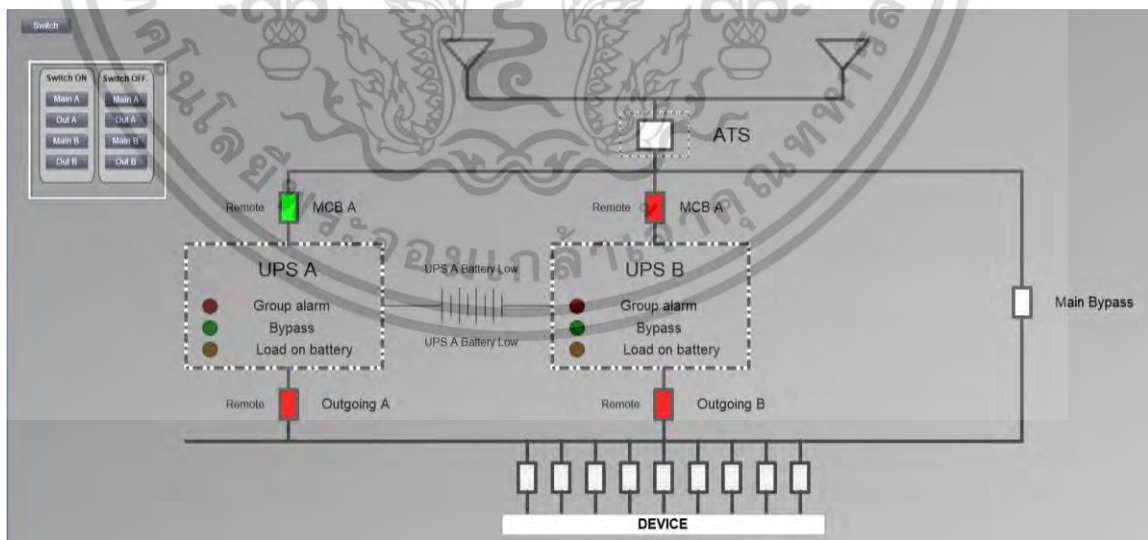 Switch
Switch ON
Main A
Out A
Main B
Out B
Switch OFF.
Main A
Out A
Main B
Out B
ATS
Remote
MCB A
Remote
MCB A
UPS A
Group alarm
Bypass
Load on battery
UPS A Battery Low
UPS A Battery Low
UPS B
Group alarm
Bypass
Load on battery
Main Bypass
Remote
Outgoing A
Remote
Outgoing B
DEVICE